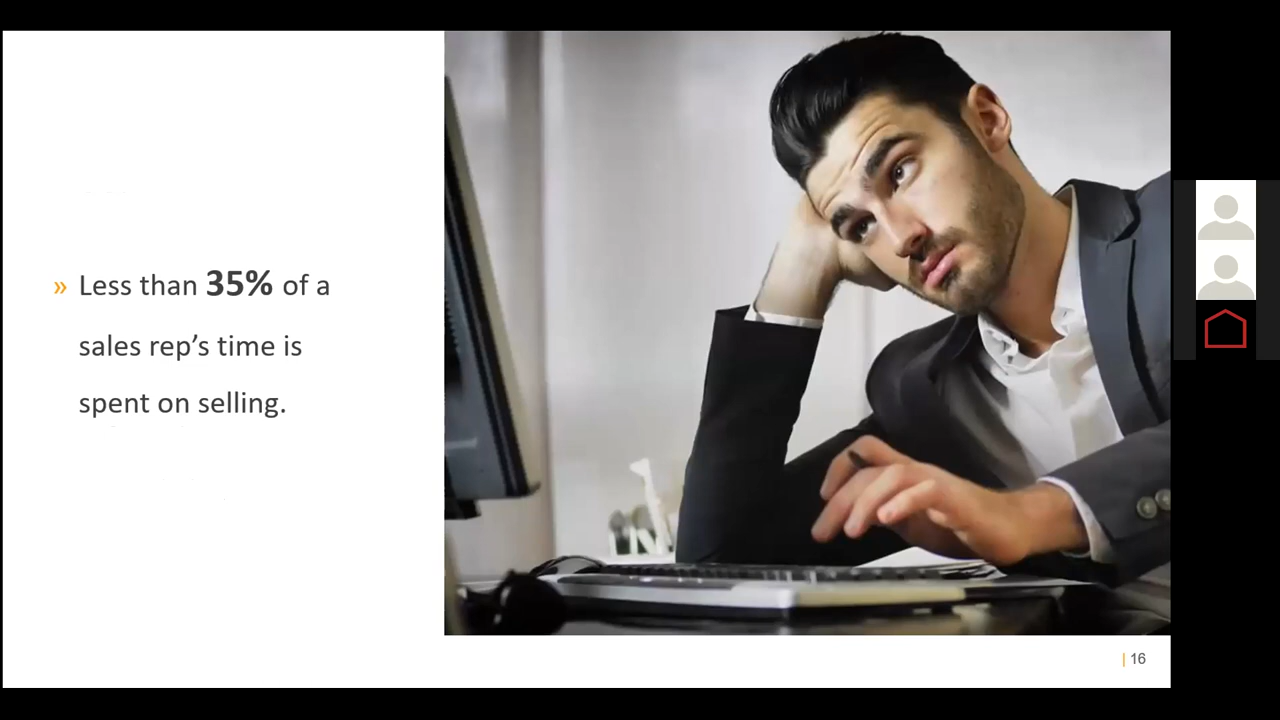 » Less than 35% of a
sales rep’s time is
spent on selling.
| 16